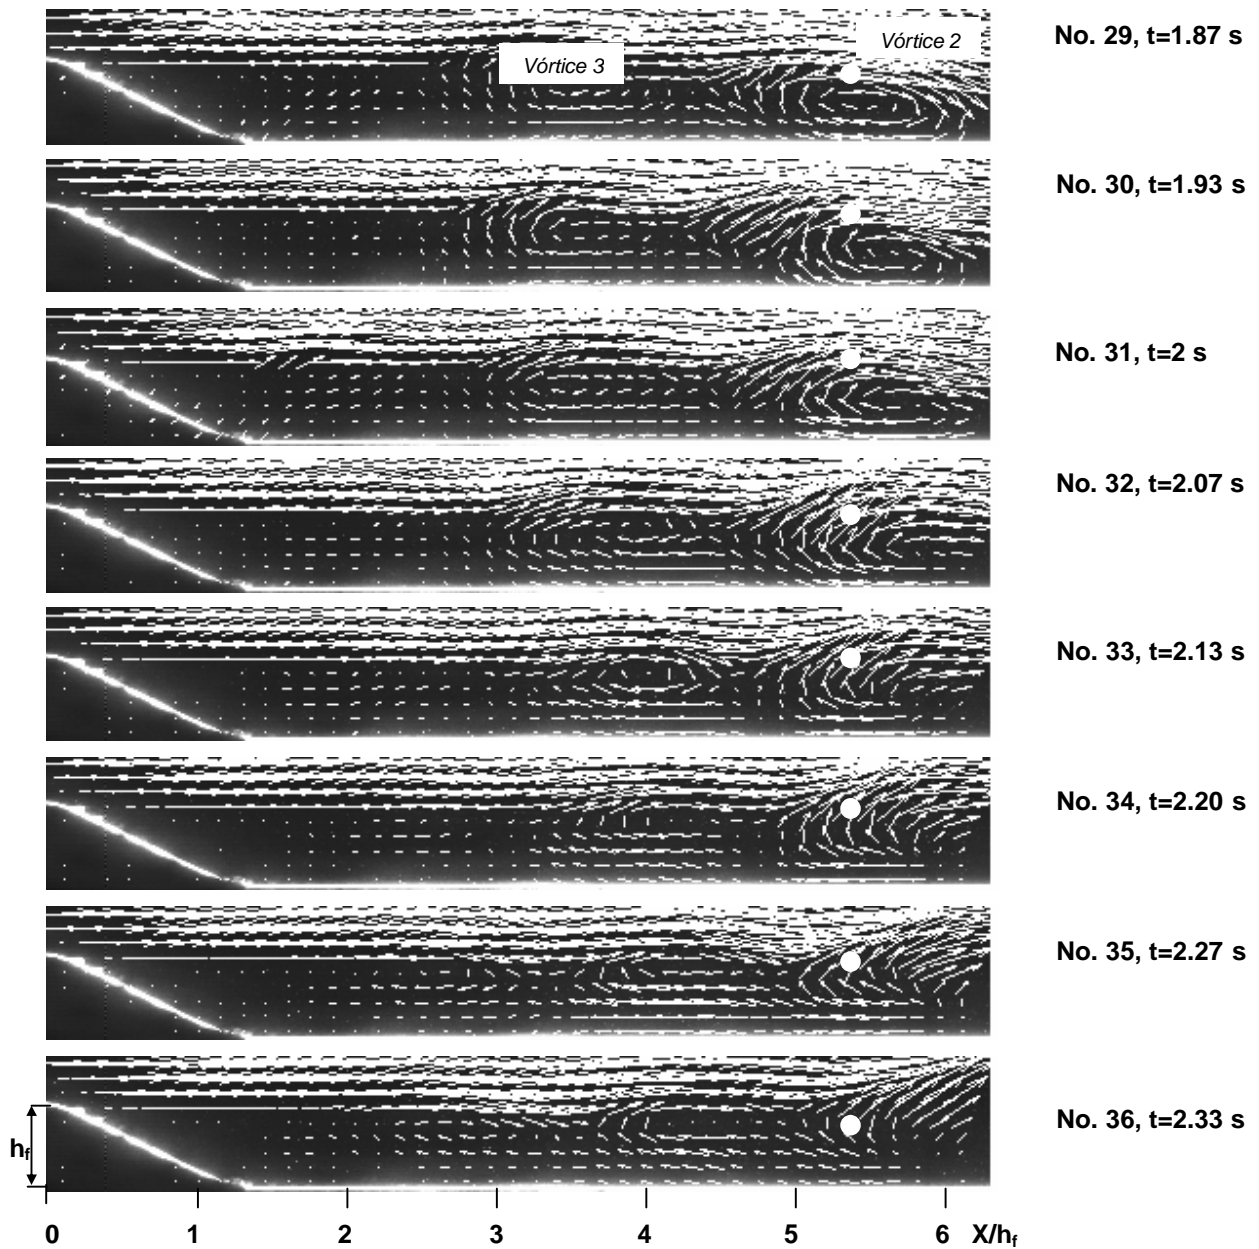 Vórtice 3
Vórtice 2
No. 29, t=1.87 s
No. 30, t=1.93 s
No. 31, t=2 s
No. 32, t=2.07 s
No. 33, t=2.13 s
No. 34, t=2.20 s
No. 35, t=2.27 s
No. 36, t=2.33 s
hf
0 1 2 3 4 5 6 X/hf